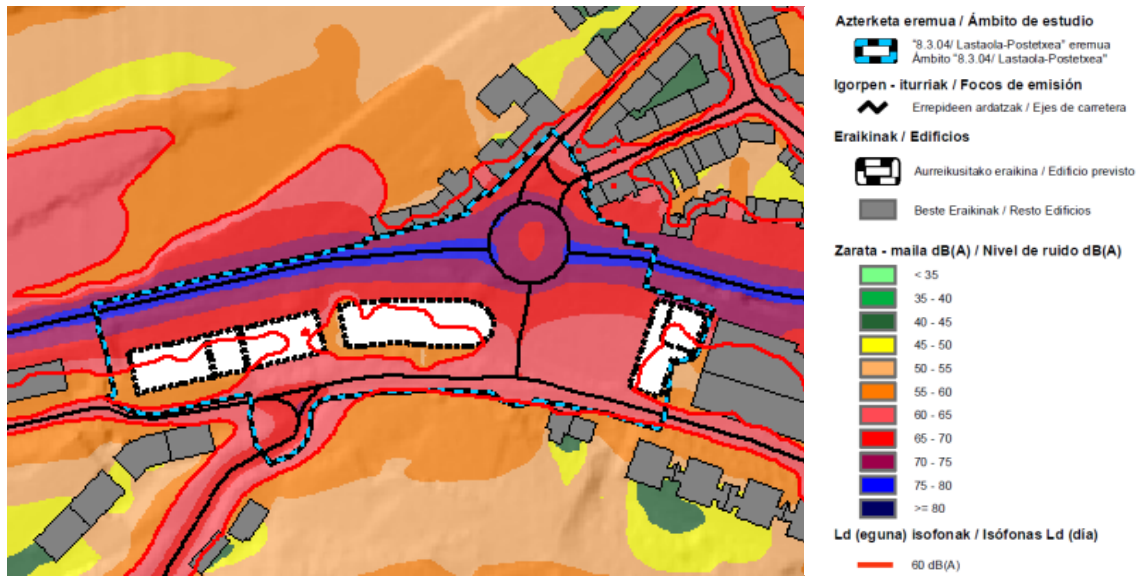 Azterketa eremua / Ámbito de estudio
"8.3.04/ Lastaola-Postetxea" eremua
Ámbito "8.3.04/ Lastaola-Postetxea"
Igorpen - iturriak / Focos de emisión
Errepideen ardatzak / Ejes de carretera
Eraikinak / Edificios
Aurreikusitako eraikina / Edificio previsto
Beste Eraikinak / Resto Edificios
Zarata - maila dB(A) / Nivel de ruido dB(A)
< 35
35 - 40
40 - 45
45 - 50
50 - 55
55 - 60
60 - 65
65 - 70
70 - 75
75 - 80
>= 80
Ld (eguna) isofonak / Isófonas Ld (día)
60 dB(A)